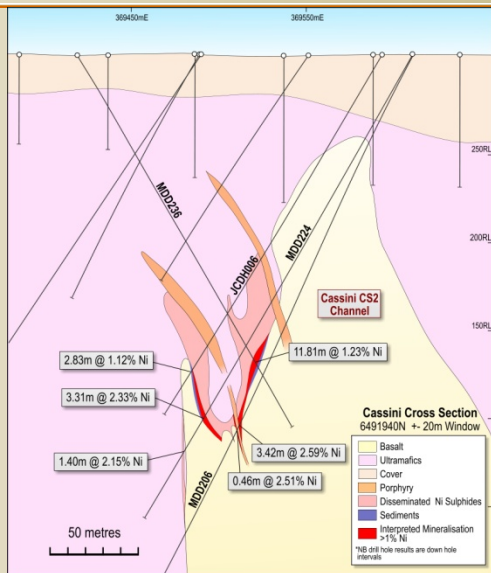 369450mE
369550mE
250RL
200RL
150RL
MDD236
JCDH006
MDD224
MDD206
Cassini CS2
Channel
2.83m @ 1.12% Ni
11.81m @ 1.23% Ni
3.31m @ 2.33% Ni
3.42m @ 2.59% Ni
1.40m @ 2.15% Ni
0.46m @ 2.51% Ni
50 metres
Cassini Cross Section
6491940N +- 20m Window
Basalt
Ultramafics
Cover
Porphyry
Disseminated Ni Sulphides
Sediments
Interpreted Mineralisation
>1% Ni
*NB drill hole results are down hole
intervals